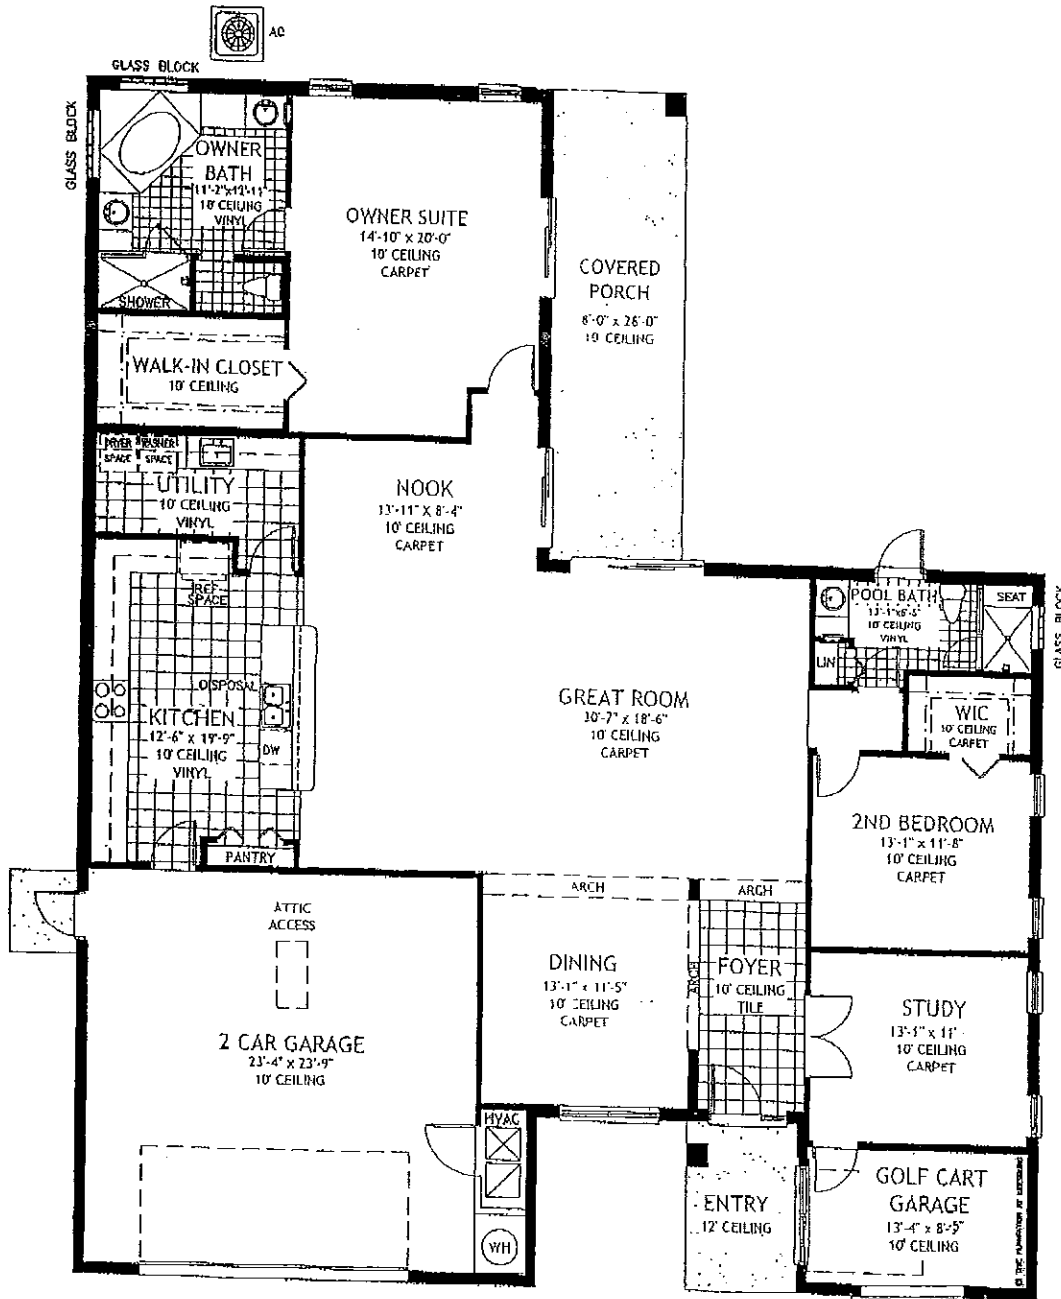 AC
GLASS BLOCK
GLASS BLOCK
OWNER
BATH
11'-2"x12'-11"
10' CEILING
VINYL
OWNER SUITE
14'-10" x 20'-0"
10' CEILING
CARPET
COVERED
PORCH
8'-0" x 28'-0"
10' CEILING
SHOWER
WALK-IN CLOSET
10' CEILING
DRYER
SPACE
WASHER
SPACE
UTILITY
10' CEILING
VINYL
NOOK
13'-11" X 8'-4"
10' CEILING
CARPET
REF
SPACE
POOL BATH
10' CEILING
VINYL
SEAT
GLASS BLOCK
LIN
DISPOSAL
KITCHEN
12'-6" x 19'-9"
10' CEILING
VINYL
DW
GREAT ROOM
30'-7" x 18'-6"
10' CEILING
CARPET
WIC
10' CEILING
CARPET
2ND BEDROOM
13'-1" x 11'-8"
10' CEILING
CARPET
PANTRY
ARCH
ARCH
ATTIC
ACCESS
DINING
13'-1" x 11'-5"
10' CEILING
CARPET
ARCH
FOYER
10' CEILING
TILE
STUDY
13'-1" x 11'
10' CEILING
CARPET
2 CAR GARAGE
23'-4" x 23'-9"
10' CEILING
HVAC
WH
ENTRY
12' CEILING
GOLF CART
GARAGE
13'-4" x 8'-5"
10' CEILING